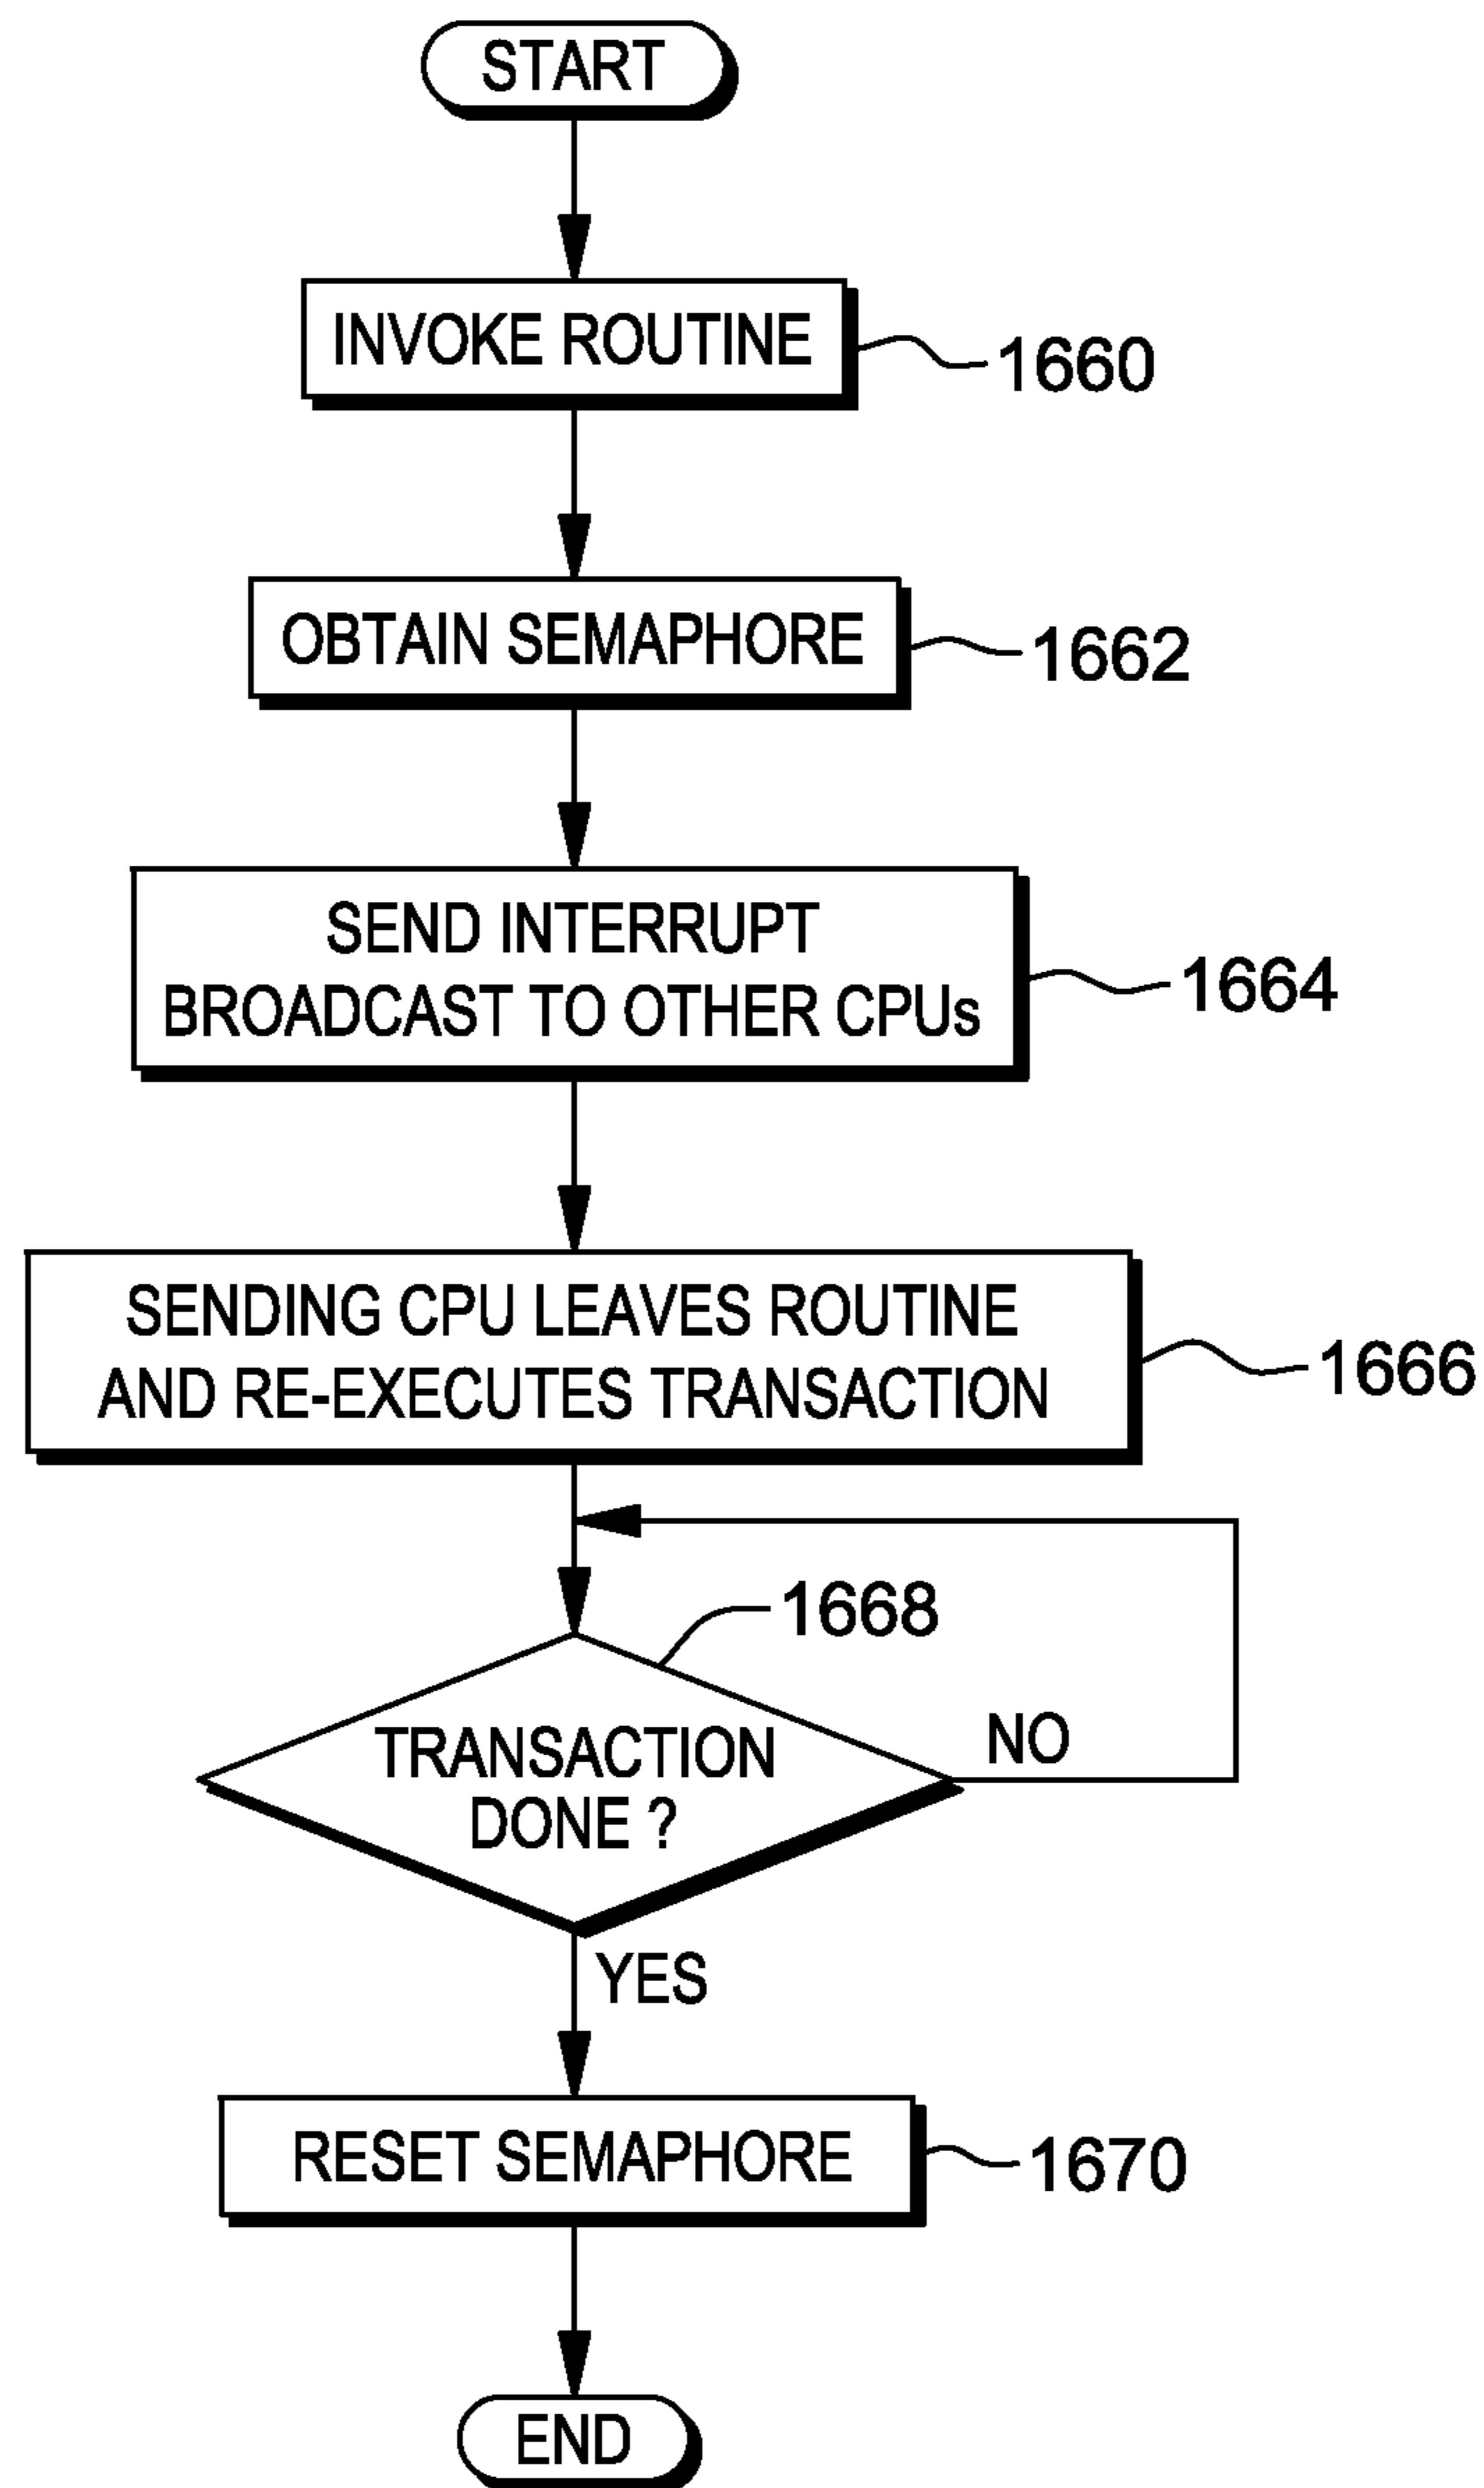 START
INVOKE ROUTINE
1660
OBTAIN SEMAPHORE
1662
SEND INTERRUPT
BROADCAST TO OTHER CPUs
1664
SENDING CPU LEAVES ROUTINE
AND RE-EXECUTES TRANSACTION
1666
1668
TRANSACTION
DONE ?
NO
YES
RESET SEMAPHORE
1670
END